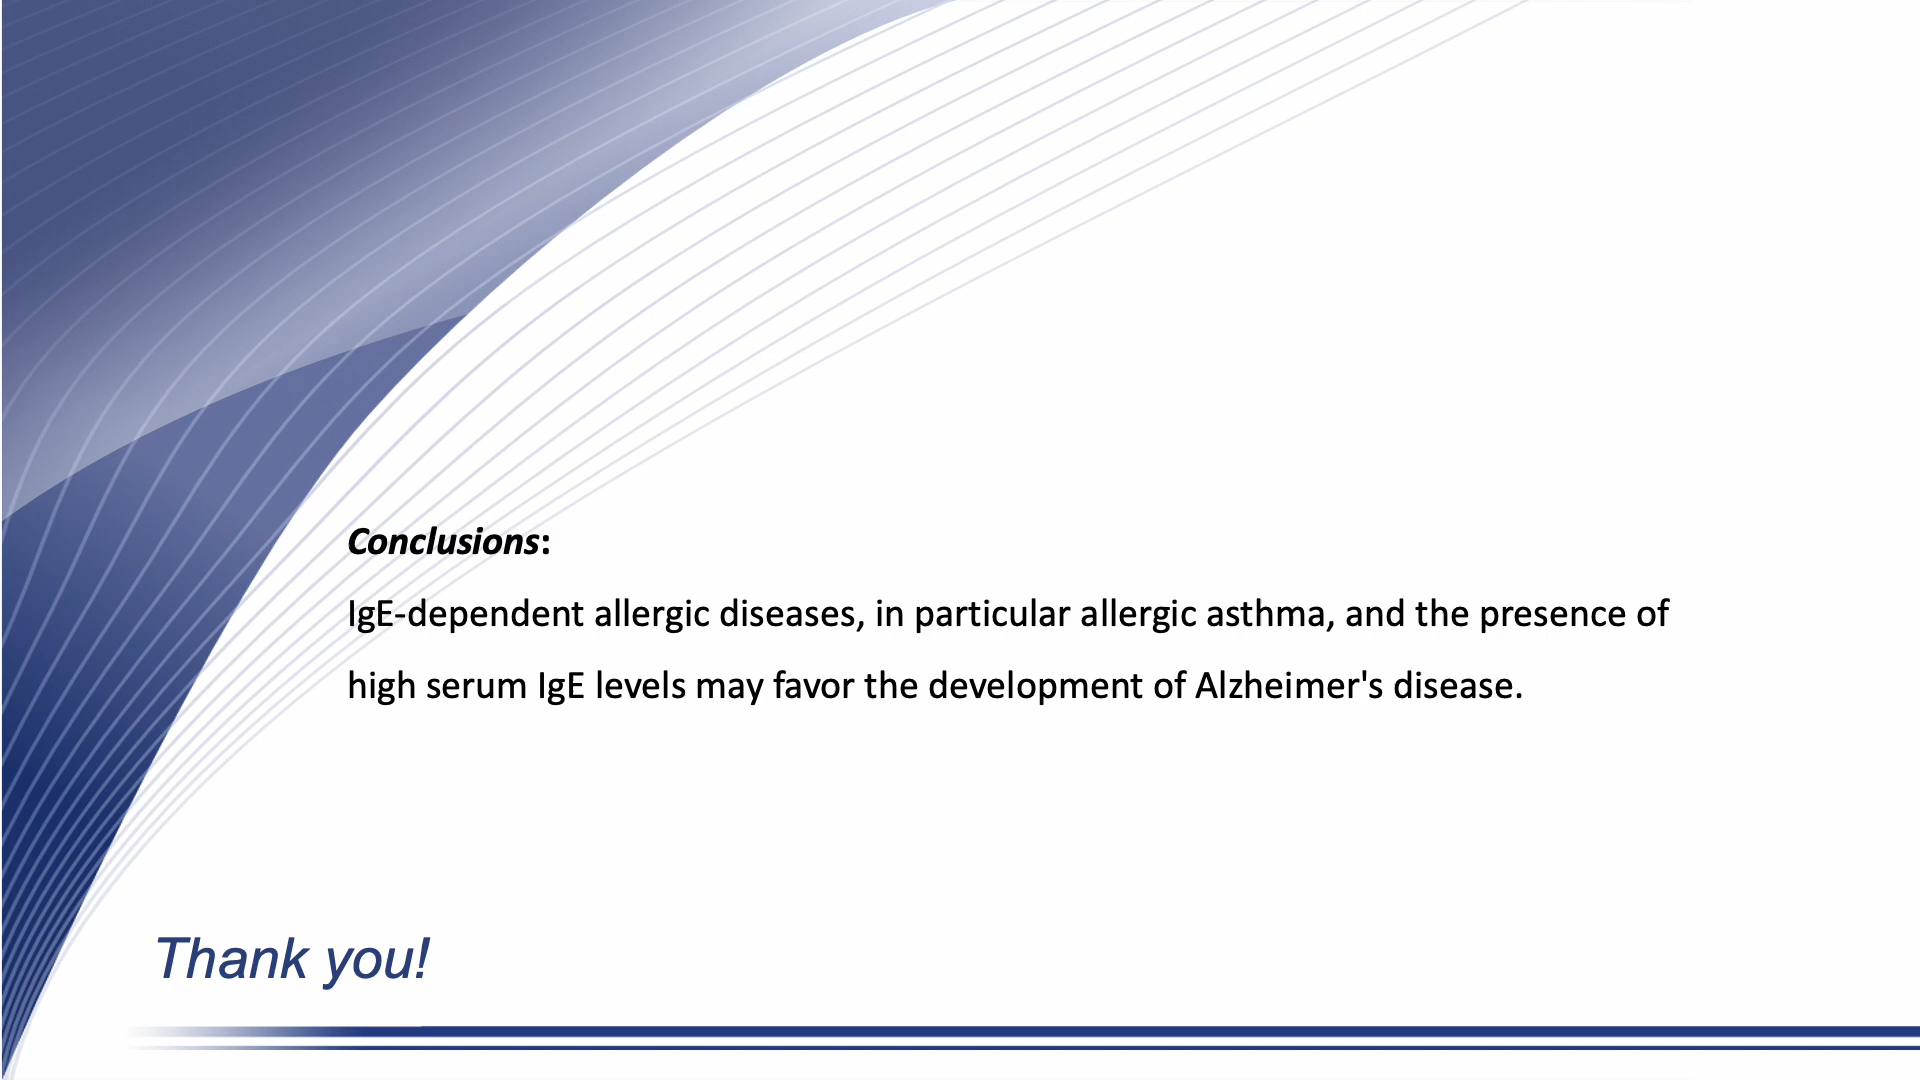 Conclusions:
IgE-dependent allergic diseases, in particular allergic asthma, and the presence of
high serum IgE levels may favor the development of Alzheimer's disease.
Thank you!